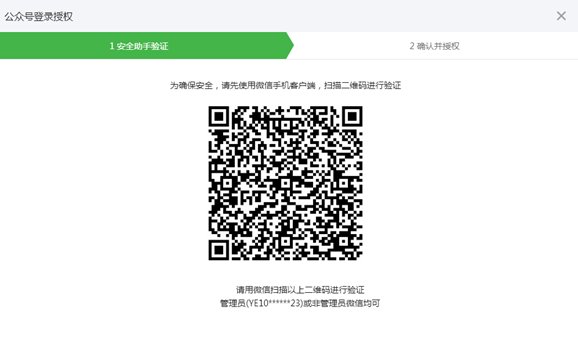 公众号登录授权
1 安全助手验证
2 确认并授权
为确保安全，请先使用微信手机客户端，扫描二维码进行验证
请用微信扫描以上二维码进行验证
管理员(YE10******23)或非管理员微信均可